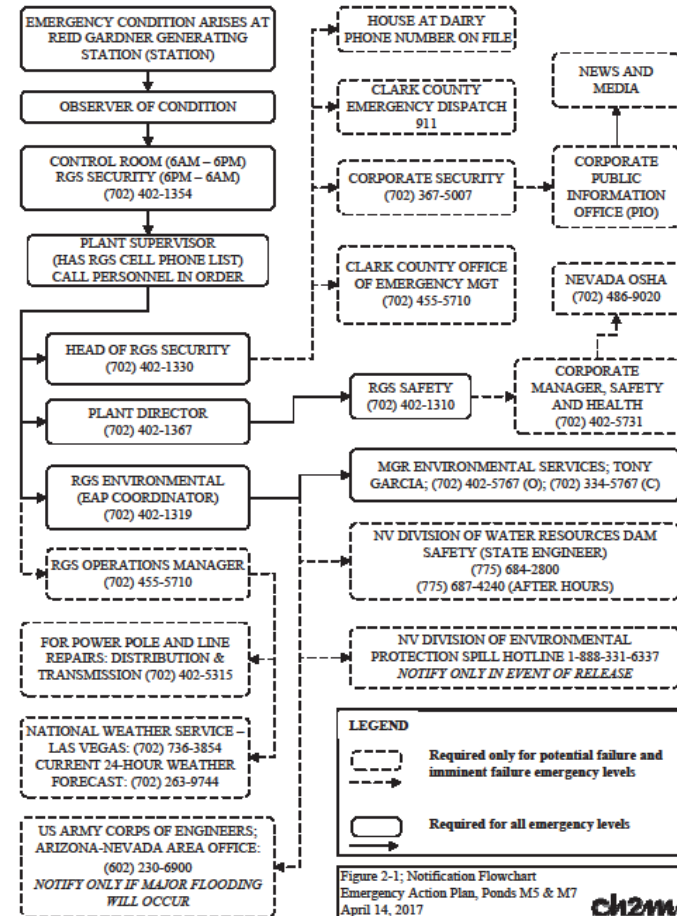 EMERGENCY CONDITION ARISES AT
REID GARDNER GENERATING
STATION (STATION)
OBSERVER OF CONDITION
CONTROL ROOM (6AM – 6PM)
RGS SECURITY (6PM – 6AM)
(702) 402-1354
PLANT SUPERVISOR
(HAS RGS CELL PHONE LIST)
CALL PERSONNEL IN ORDER
HEAD OF RGS SECURITY
(702) 402-1330
PLANT DIRECTOR
(702) 402-1367
RGS ENVIRONMENTAL
(EAP COORDINATOR)
(702) 402-1319
RGS OPERATIONS MANAGER
(702) 455-5710
FOR POWER POLE AND LINE
REPAIRS: DISTRIBUTION &
TRANSMISSION (702) 402-5315
NATIONAL WEATHER SERVICE –
LAS VEGAS: (702) 736-3854
CURRENT 24-HOUR WEATHER
FORECAST: (702) 263-9744
US ARMY CORPS OF ENGINEERS;
ARIZONA-NEVADA AREA OFFICE:
(602) 230-6900
NOTIFY ONLY IF MAJOR FLOODING
WILL OCCUR
HOUSE AT DAIRY
PHONE NUMBER ON FILE
CLARK COUNTY
EMERGENCY DISPATCH
911
CORPORATE SECURITY
(702) 367-5007
CLARK COUNTY OFFICE
OF EMERGENCY MGT
(702) 455-5710
NEWS AND
MEDIA
CORPORATE
PUBLIC
INFORMATION
OFFICE (PIO)
NEVADA OSHA
(702) 486-9020
RGS SAFETY
(702) 402-1310
CORPORATE
MANAGER, SAFETY
AND HEALTH
(702) 402-5731
MGR ENVIRONMENTAL SERVICES; TONY
GARCIA; (702) 402-5767 (O); (702) 334-5767 (C)
NV DIVISION OF WATER RESOURCES DAM
SAFETY (STATE ENGINEER)
(775) 684-2800
(775) 687-4240 (AFTER HOURS)
NV DIVISION OF ENVIRONMENTAL
PROTECTION SPILL HOTLINE 1-888-331-6337
NOTIFY ONLY IN EVENT OF RELEASE
LEGEND
Required only for potential failure and
imminent failure emergency levels
Required for all emergency levels
Figure 2-1; Notification Flowchart
Emergency Action Plan, Ponds M5 & M7
April 14, 2017
ch2m